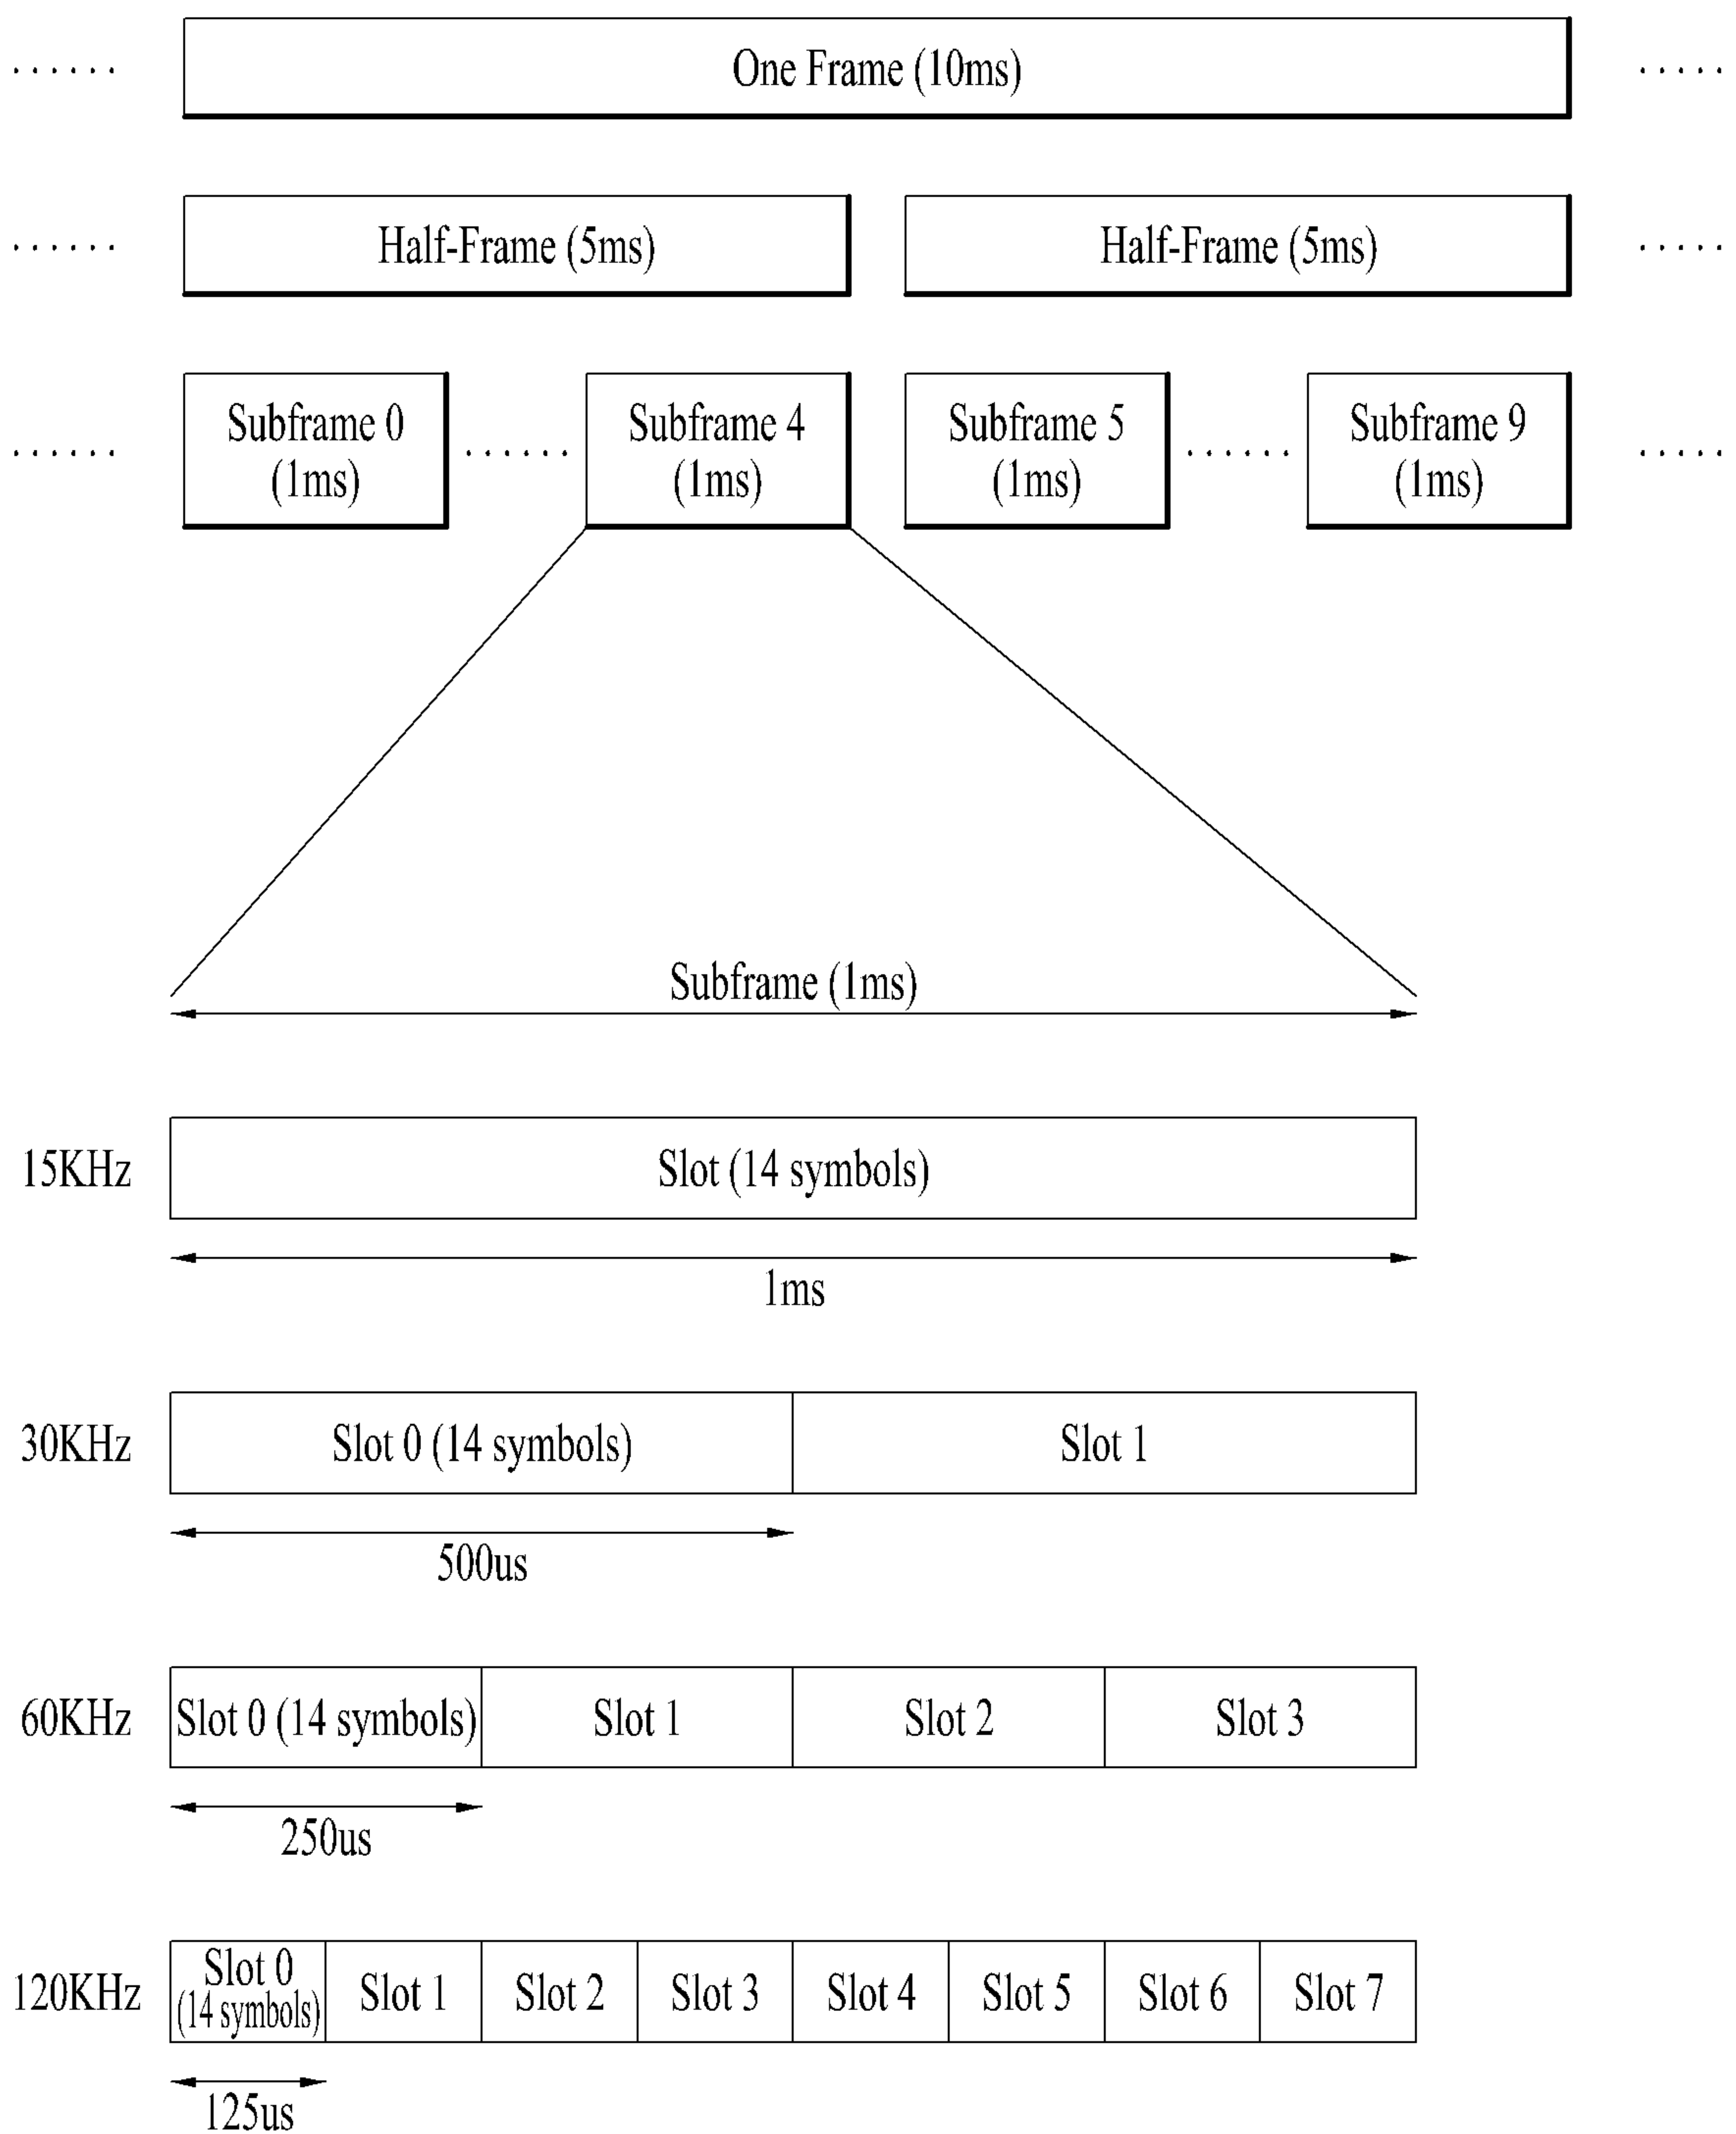 ...... One Frame (10ms) .....
...... Half-Frame (5ms) Half-Frame (5ms) .....
Subframe 0 Subframe 4 Subframe 5 Subframe 9
...... (1ms) ...... (1ms) (1ms) ...... (1ms) .....
Subframe (1ms)
15KHz Slot (14 symbols)
1ms
30KHz Slot 0 (14 symbols) Slot 1
500us
60KHz Slot 0 (14 symbols) Slot 1 Slot 2 Slot 3
250us
120KHz Slot 0 (14 symbols) Slot 1 Slot 2 Slot 3 Slot 4 Slot 5 Slot 6 Slot 7
125us